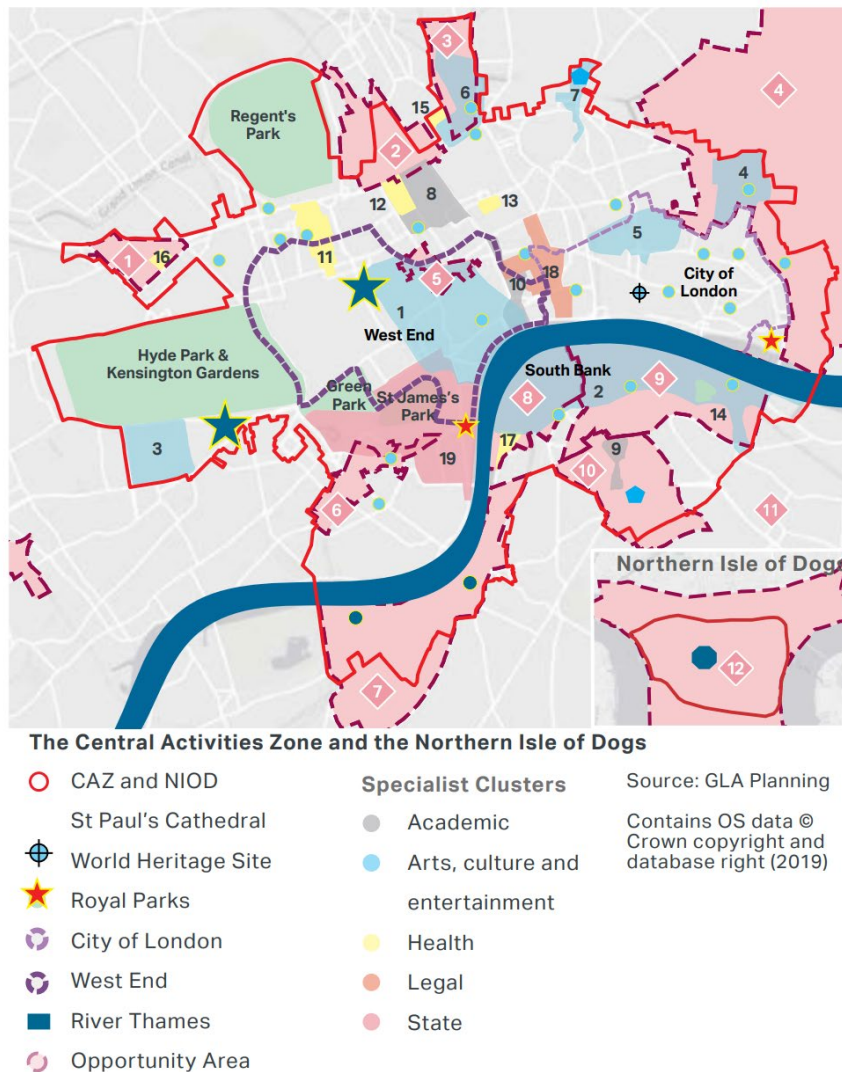 3
6
7
15
4
Regent's
Park
2
4
Grand Union Canal
8
12
13
5
1
16
11
5
City of
London
10
18
1
West End
Hyde Park &
Kensington Gardens
South Bank
Green
Park
St James's
Park
8
2
9
14
3
19
17
9
10
6
11
Northern Isle of Dogs
12
7
The Central Activities Zone and the Northern Isle of Dogs
CAZ and NIOD
St Paul's Cathedral
World Heritage Site
Royal Parks
City of London
West End
River Thames
Opportunity Area
Specialist Clusters
Academic
Arts, culture and
entertainment
Health
Legal
State
Source: GLA Planning
Contains OS data ©
Crown copyright and
database right (2019)